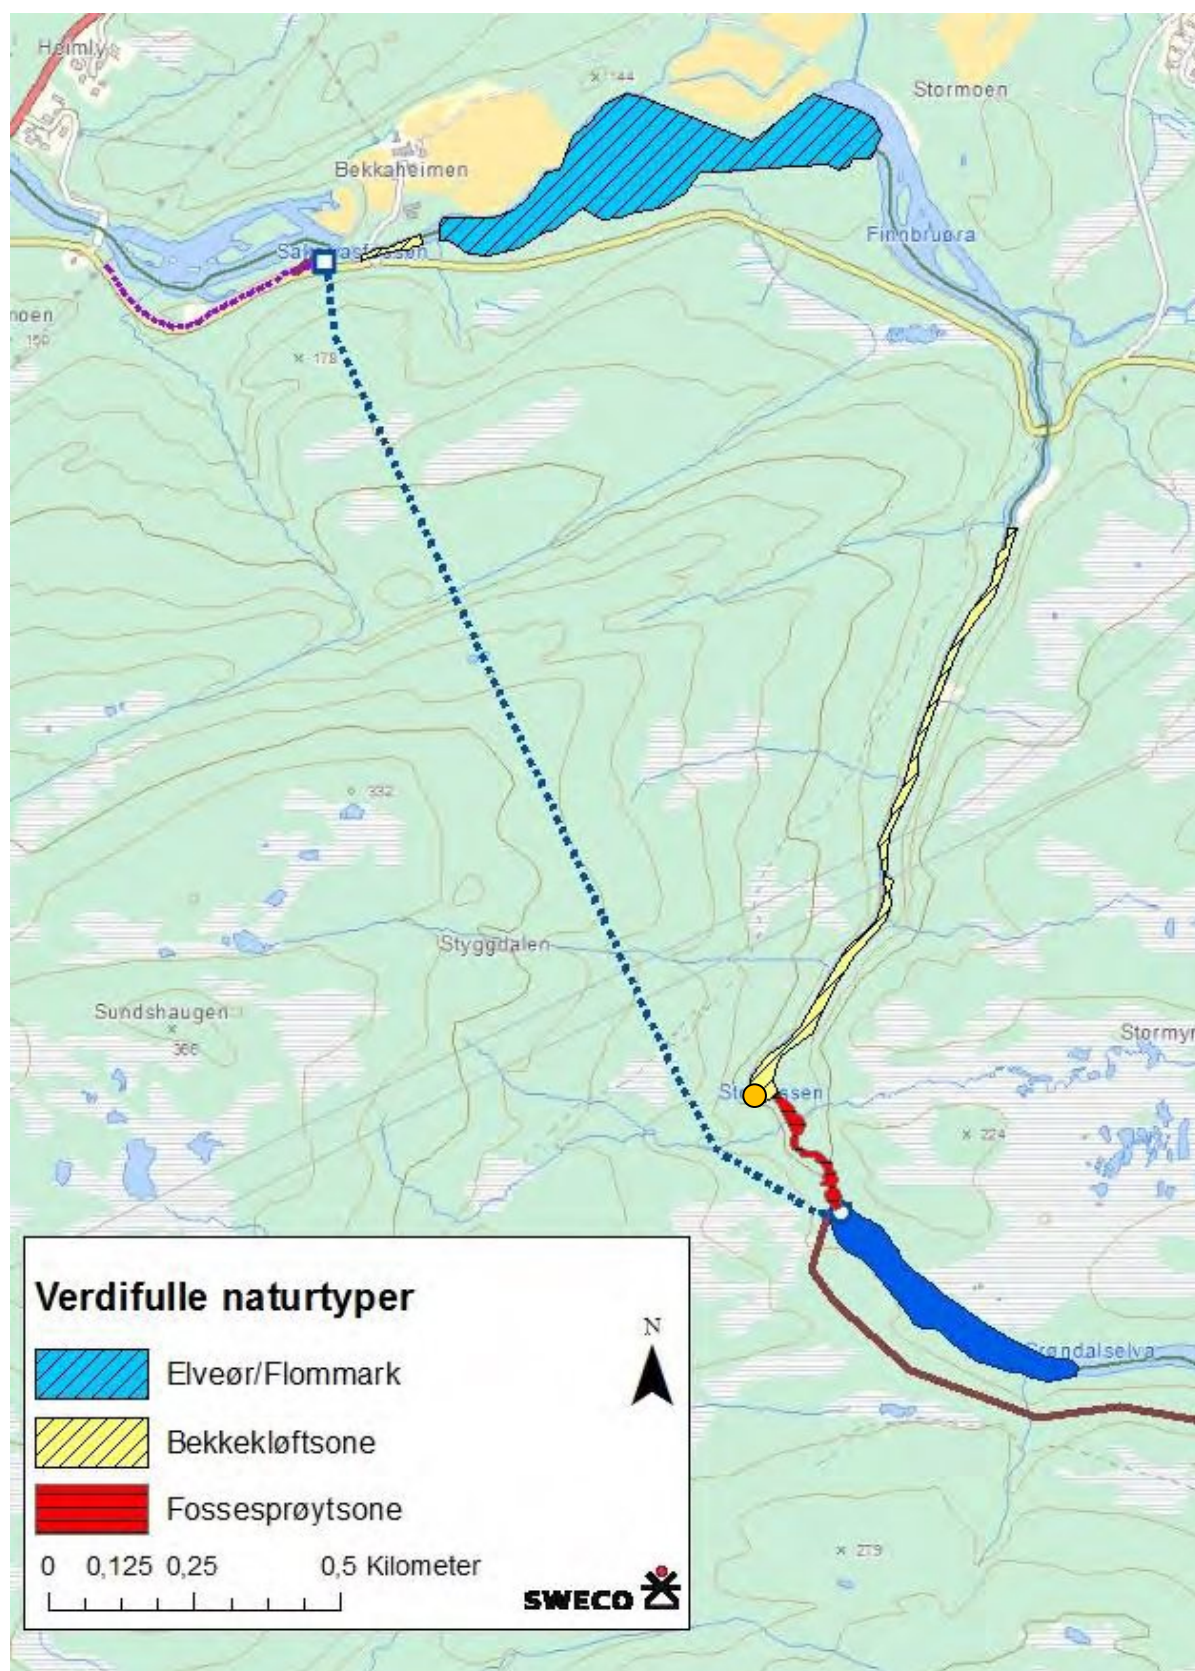 Heimly
144
Stormoen
Bekkaheimen
Finnbruøra
moen
150
178
332
Styggdalen
Sundshaugen
366
Stormyr
224
Grøndalselva
279
Verdifulle naturtyper
N
Elveør/Flommark
Bekkekløftsone
Fossesprøytsone
0 0,125 0,25 0,5 Kilometer
SWECO